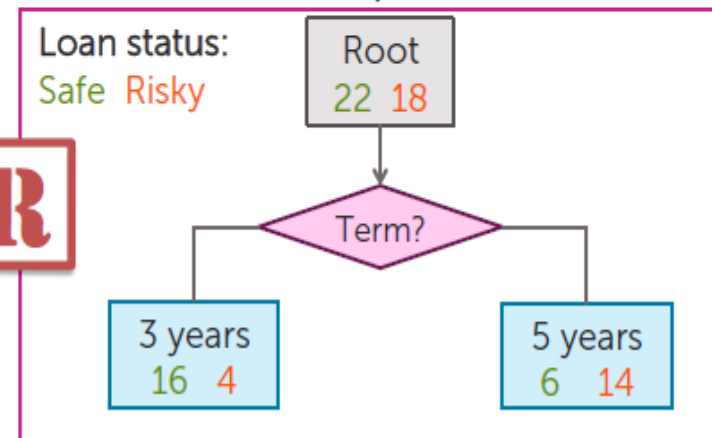 Loan status:
Safe Risky
Root
22 18
R
Term?
3 years
16 4
5 years
6 14